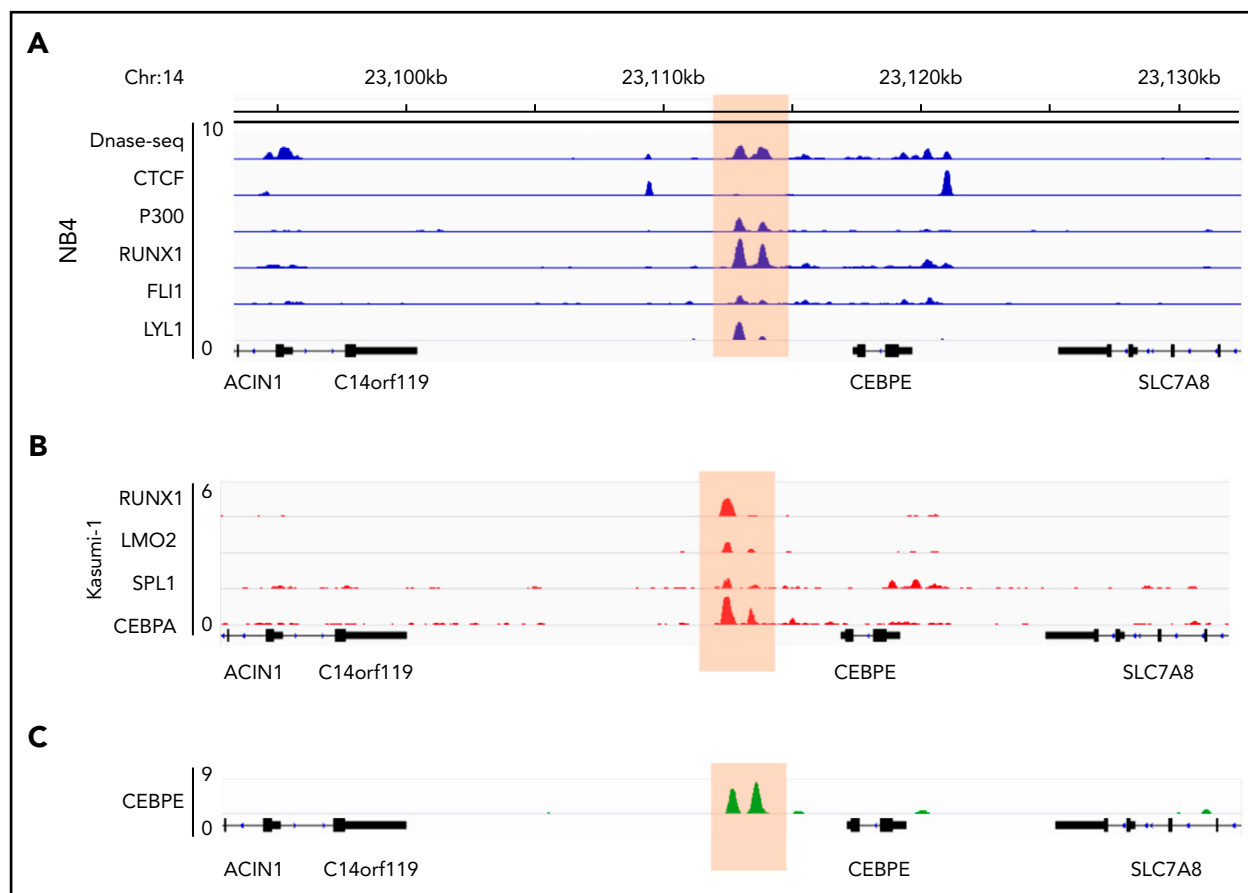 A
Chr:14 23,100kb 23,110kb 23,120kb 23,130kb
10
Dnase-seq
CTCF
P300
RUNX1
FLI1
LYL1
0
NB4
ACIN1 C14orf119 CEBPE SLC7A8
B
6
RUNX1
LMO2
SPL1
CEBPA
0
Kasumi-1
ACIN1 C14orf119 CEBPE SLC7A8
C
9
CEBPE
0
ACIN1 C14orf119 CEBPE SLC7A8